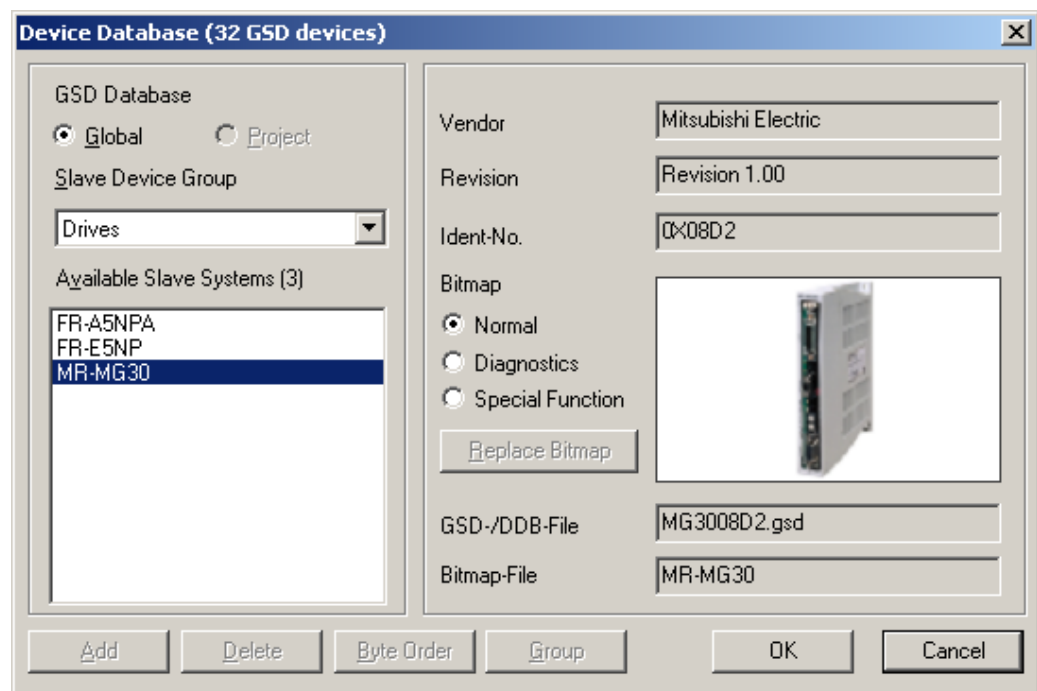 Device Database (32 GSD devices)
GSD Database
Global
Project
Slave Device Group
Drives
Available Slave Systems (3)
FR-A5NPA
FR-E5NP
MR-MG30
Vendor
Mitsubishi Electric
Revision
Revision 1.00
Ident-No.
0X08D2
Bitmap
Normal
Diagnostics
Special Function
Replace Bitmap
GSD-/DDB-File
MG3008D2.gsd
Bitmap-File
MR-MG30
Add
Delete
Byte Order
Group
OK
Cancel